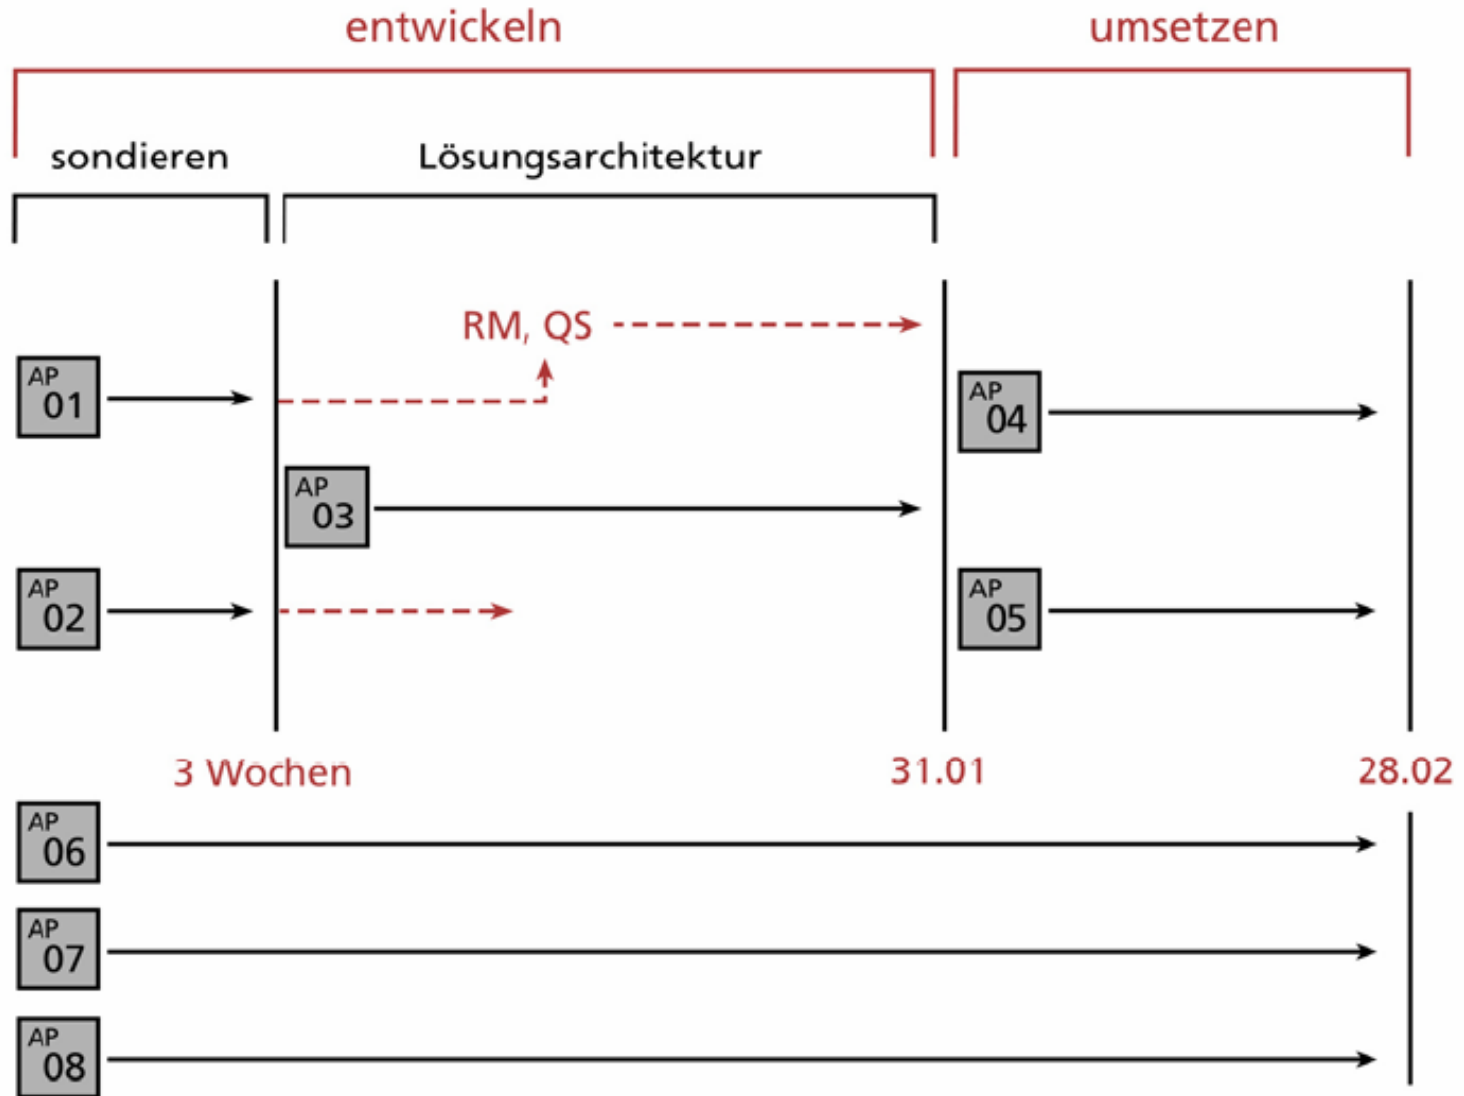 entwickeln
umsetzen
sondieren
Lösungsarchitektur
RM, QS
AP
01
AP
04
AP
03
AP
02
AP
05
3 Wochen
31.01
28.02
AP
06
AP
07
AP
08